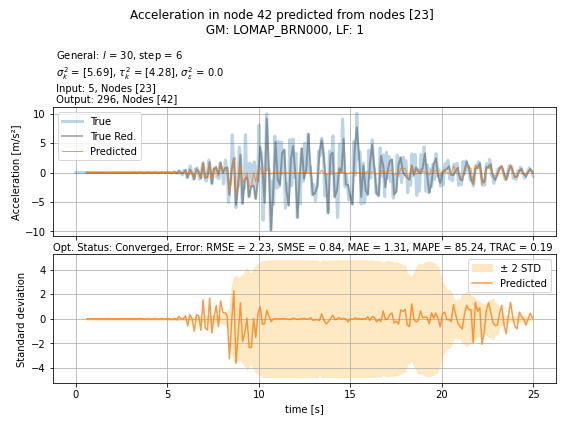 Acceleration in node 42 predicted from nodes [23]
GM: LOMAP_BRN000, LF: 1
General: l = 30, step = 6
σ²ₖ = [5.69], τ²ₖ = [4.28], σ²ε = 0.0
Input: 5, Nodes [23]
Output: 296, Nodes [42]
Acceleration [m/s²]
10
5
0
−5
−10
True
True Red.
Predicted
Opt. Status: Converged, Error: RMSE = 2.23, SMSE = 0.84, MAE = 1.31, MAPE = 85.24, TRAC = 0.19
Standard deviation
4
2
0
−2
−4
± 2 STD
Predicted
0 5 10 15 20 25
time [s]